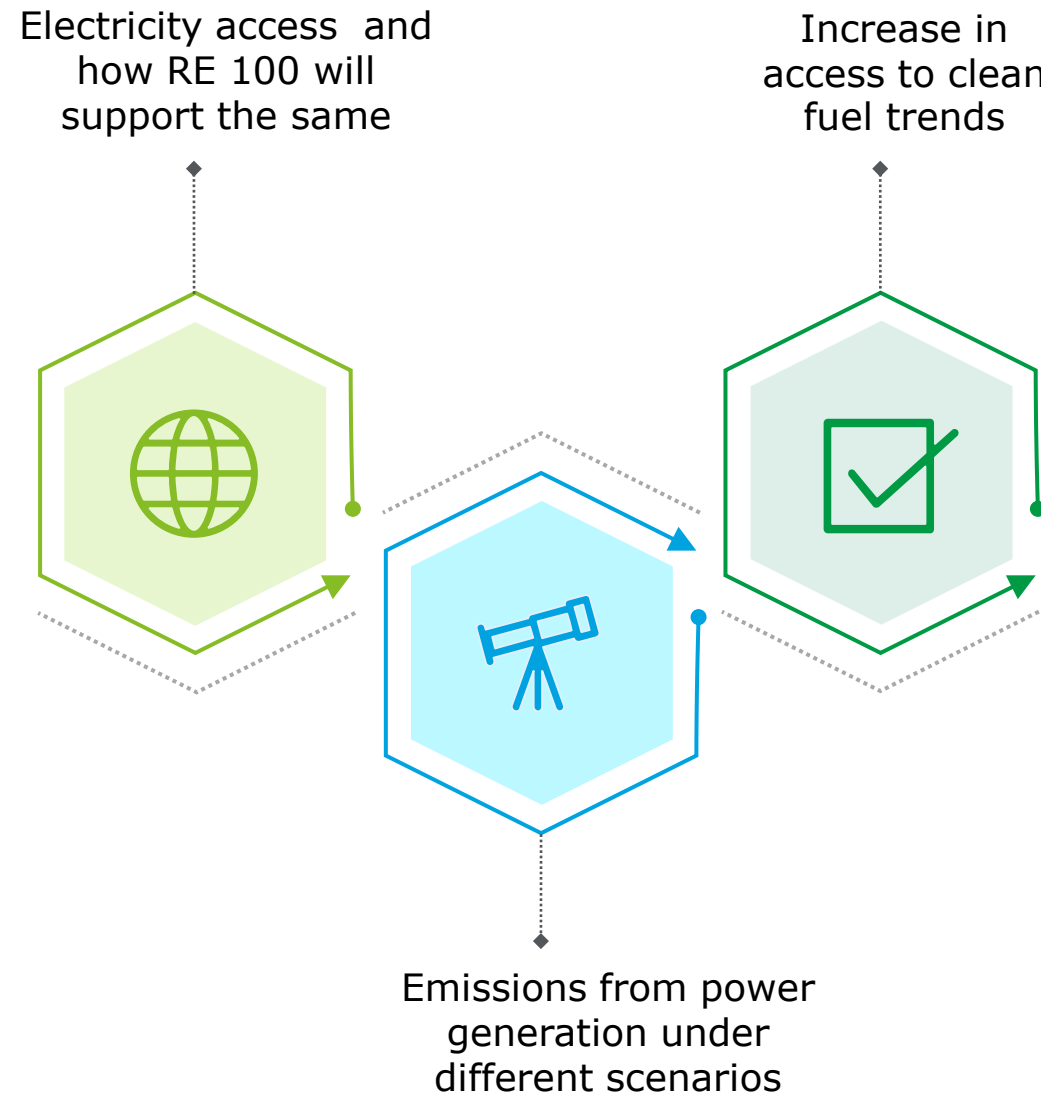 Electricity access and
how RE 100 will
support the same
Increase in
access to clean
fuel trends
Emissions from power
generation under
different scenarios